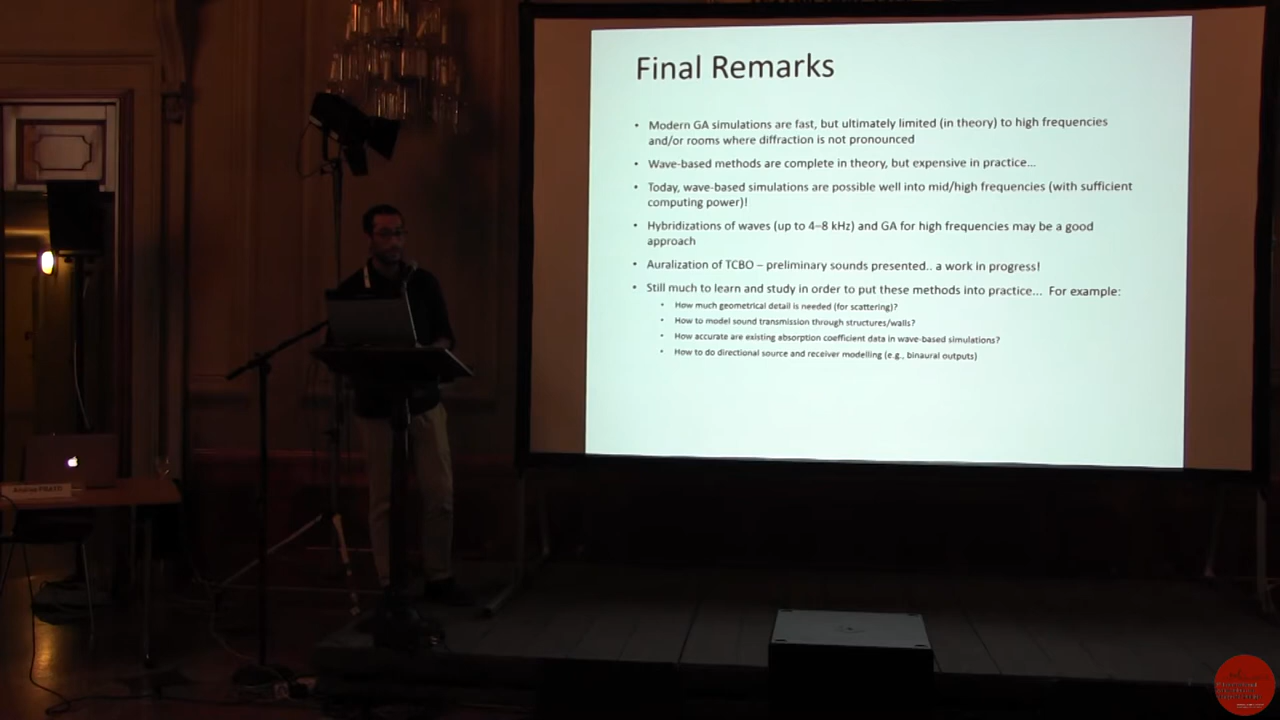 Final Remarks
• Modern GA simulations are fast, but ultimately limited (in theory) to high frequencies
and/or rooms where diffraction is not pronounced
• Wave-based methods are complete in theory, but expensive in practice...
• Today, wave-based simulations are possible well into mid/high frequencies (with sufficient
computing power)!
• Hybridizations of waves (up to 4–8 kHz) and GA for high frequencies may be a good
approach
• Auralization of TCBO – preliminary sounds presented.. a work in progress!
• Still much to learn and study in order to put these methods into practice... For example:
• How much geometrical detail is needed (for scattering)?
• How to model sound transmission through structures/walls?
• How accurate are existing absorption coefficient data in wave-based simulations?
• How to do directional source and receiver modelling (e.g., binaural outputs)